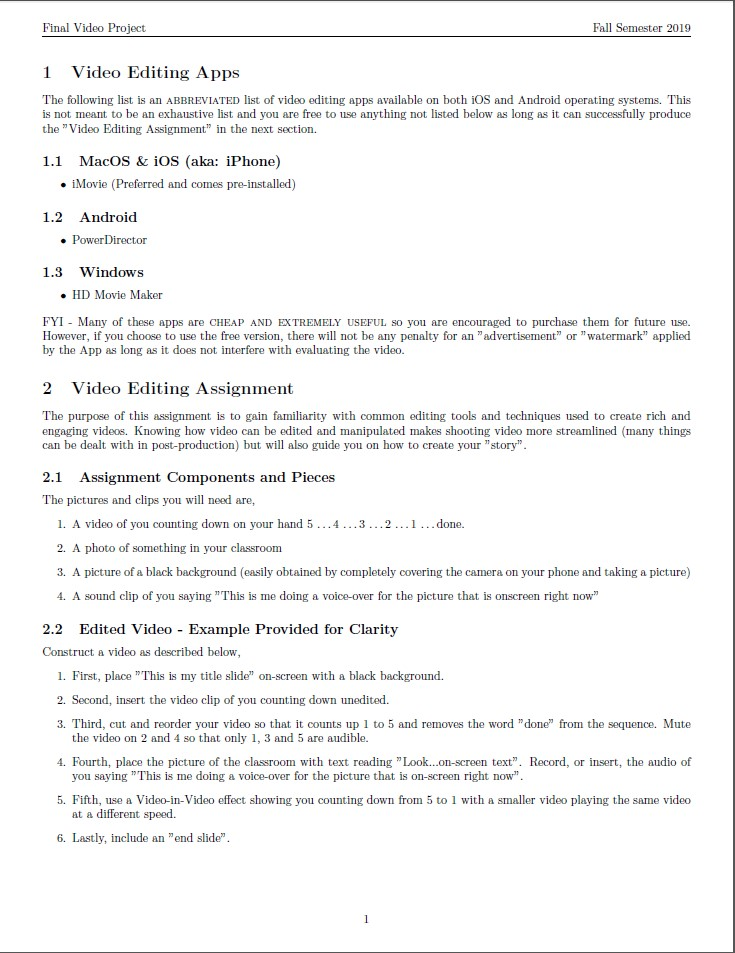 Final Video Project Fall Semester 2019
1 Video Editing Apps
The following list is an ABBREVIATED list of video editing apps available on both iOS and Android operating systems. This
is not meant to be an exhaustive list and you are free to use anything not listed below as long as it can successfully produce
the ”Video Editing Assignment” in the next section.
1.1 MacOS & iOS (aka: iPhone)
• iMovie (Preferred and comes pre-installed)
1.2 Android
• PowerDirector
1.3 Windows
• HD Movie Maker
FYI - Many of these apps are CHEAP AND EXTREMELY USEFUL so you are encouraged to purchase them for future use.
However, if you choose to use the free version, there will not be any penalty for an ”advertisement” or ”watermark” applied
by the App as long as it does not interfere with evaluating the video.
2 Video Editing Assignment
The purpose of this assignment is to gain familiarity with common editing tools and techniques used to create rich and
engaging videos. Knowing how video can be edited and manipulated makes shooting video more streamlined (many things
can be dealt with in post-production) but will also guide you on how to create your ”story”.
2.1 Assignment Components and Pieces
The pictures and clips you will need are,
1. A video of you counting down on your hand 5 ...4 ...3 ...2 ...1 ...done.
2. A photo of something in your classroom
3. A picture of a black background (easily obtained by completely covering the camera on your phone and taking a picture)
4. A sound clip of you saying ”This is me doing a voice-over for the picture that is onscreen right now”
2.2 Edited Video - Example Provided for Clarity
Construct a video as described below,
1. First, place ”This is my title slide” on-screen with a black background.
2. Second, insert the video clip of you counting down unedited.
3. Third, cut and reorder your video so that it counts up 1 to 5 and removes the word ”done” from the sequence. Mute
the video on 2 and 4 so that only 1, 3 and 5 are audible.
4. Fourth, place the picture of the classroom with text reading ”Look...on-screen text”. Record, or insert, the audio of
you saying ”This is me doing a voice-over for the picture that is on-screen right now”.
5. Fifth, use a Video-in-Video effect showing you counting down from 5 to 1 with a smaller video playing the same video
at a different speed.
6. Lastly, include an ”end slide”.
1